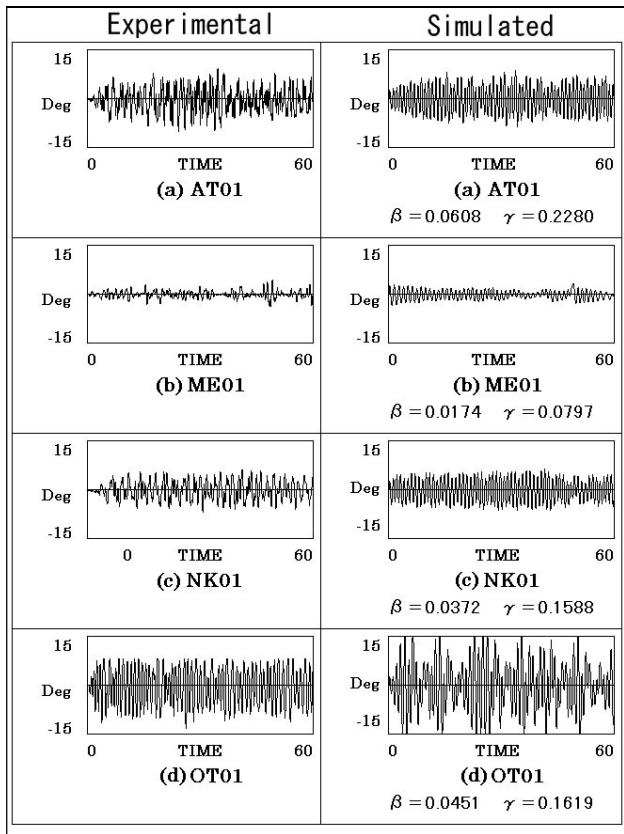 Experimental Simulated
15 15
Deg Deg
-15 -15
0 TIME 60 0 TIME 60
(a) AT01 (a) AT01
β=0.0608 γ=0.2280
15 15
Deg Deg
-15 -15
0 TIME 60 0 TIME 60
(b) ME01 (b) ME01
β=0.0174 γ=0.0797
15 15
Deg Deg
-15 -15
0 TIME 60 0 TIME 60
(c) NK01 (c) NK01
β=0.0372 γ=0.1588
15 15
Deg Deg
-15 -15
0 TIME 60 0 TIME 60
(d) OT01 (d) OT01
β=0.0451 γ=0.1619